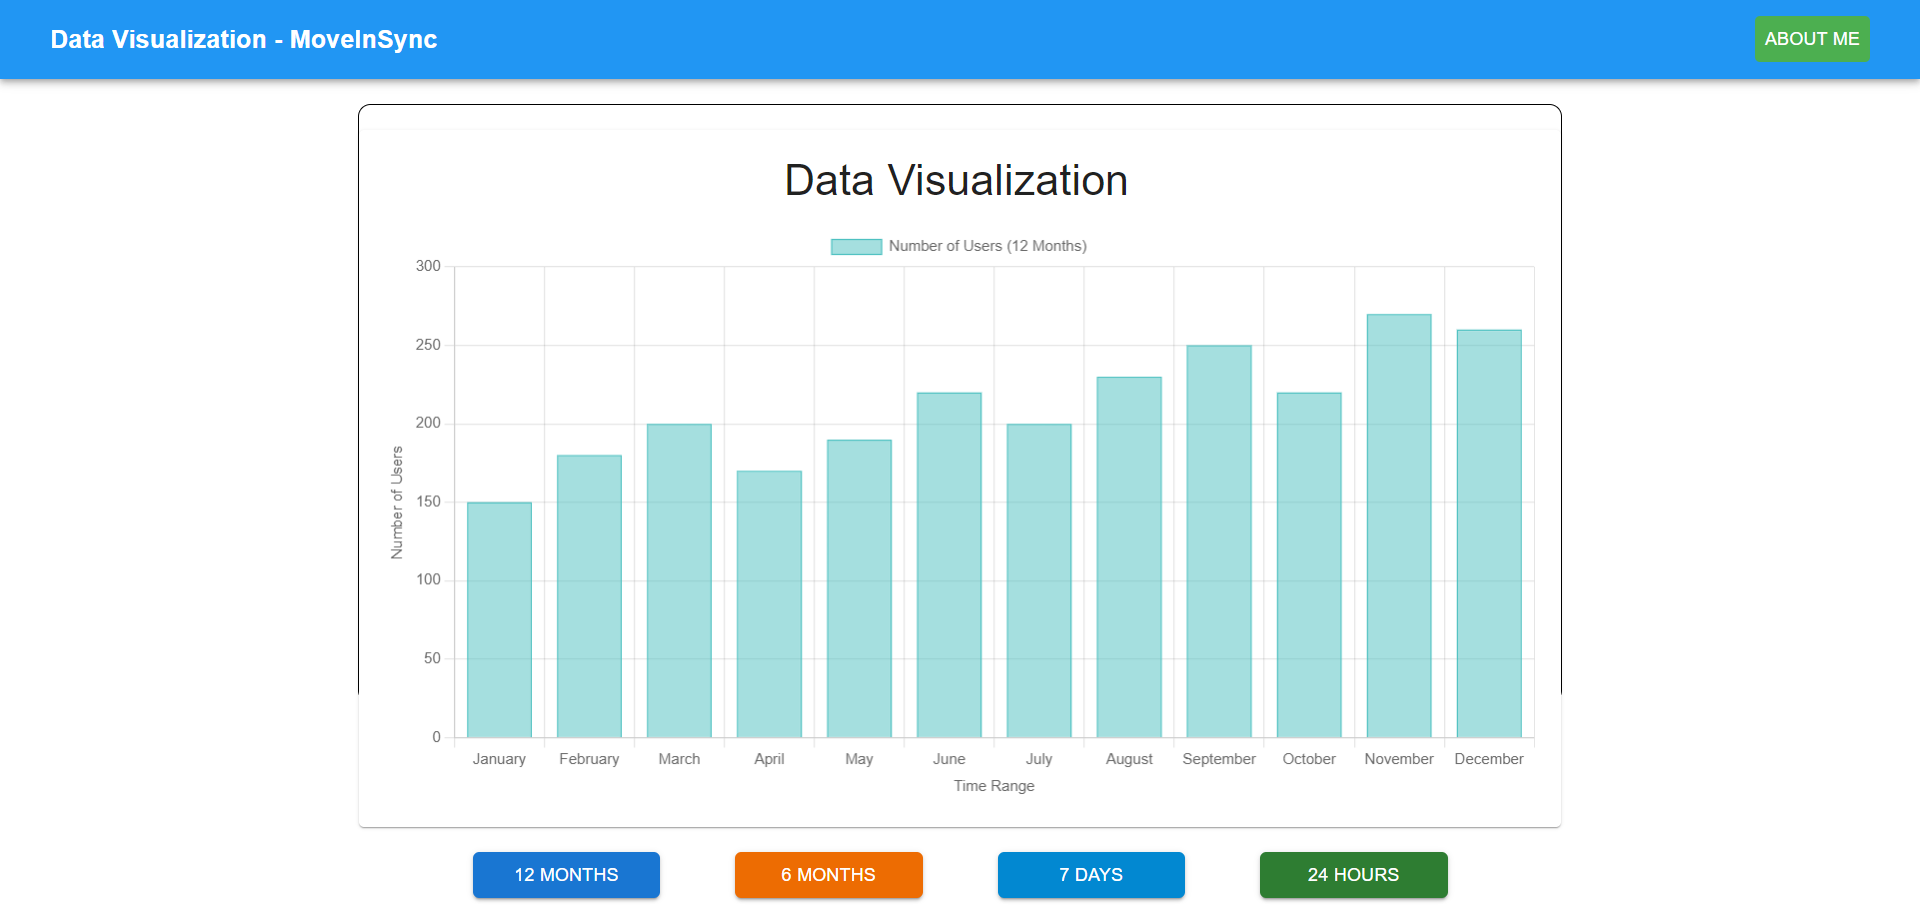 Data Visualization - MoveInSync
ABOUT ME
Data Visualization
Number of Users (12 Months)
300
250
200
150
100
50
0
Number of Users
January February March April May June July August September October November December
Time Range
12 MONTHS 6 MONTHS 7 DAYS 24 HOURS